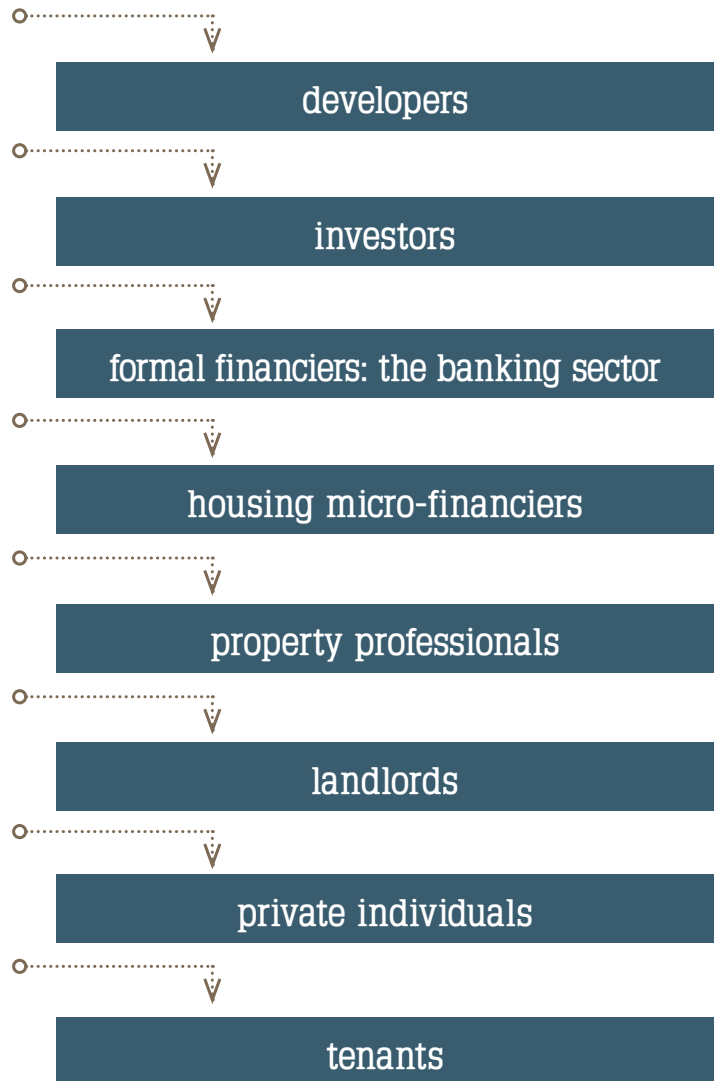 developers
investors
formal financiers: the banking sector
housing micro-financiers
property professionals
landlords
private individuals
tenants